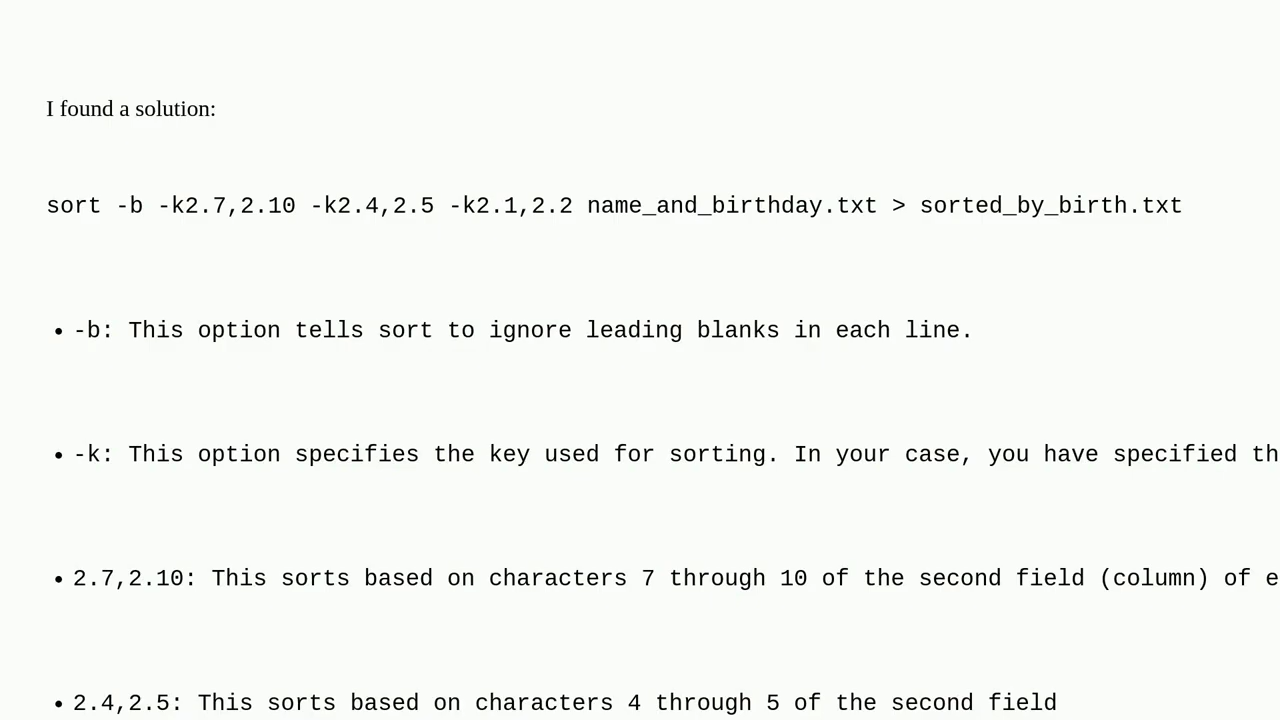 I found a solution:
sort -b -k2.7,2.10 -k2.4,2.5 -k2.1,2.2 name_and_birthday.txt > sorted_by_birth.txt
• -b: This option tells sort to ignore leading blanks in each line.
• -k: This option specifies the key used for sorting. In your case, you have specified th
• 2.7,2.10: This sorts based on characters 7 through 10 of the second field (column) of e
• 2.4,2.5: This sorts based on characters 4 through 5 of the second field